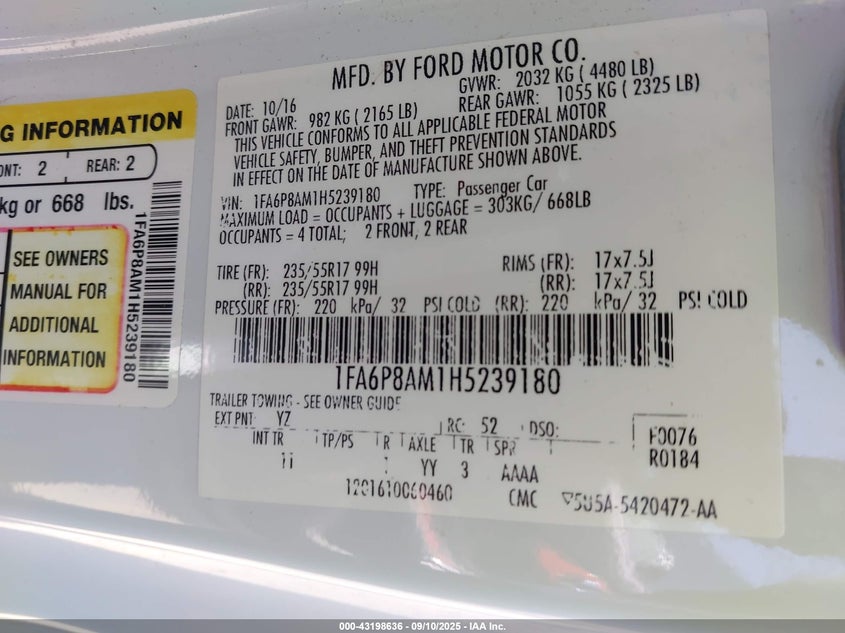 G INFORMATION
ONT: 2 REAR: 2
kg or 668 lbs.
SEE OWNERS
MANUAL FOR
ADDITIONAL
INFORMATION
1FA6P8AM1H5239180
MFD. BY FORD MOTOR CO.
DATE: 10/16 GVWR: 2032 KG ( 4480 LB)
FRONT GAWR: 982 KG ( 2165 LB) REAR GAWR: 1055 KG ( 2325 LB)
THIS VEHICLE CONFORMS TO ALL APPLICABLE FEDERAL MOTOR
VEHICLE SAFETY, BUMPER, AND THEFT PREVENTION STANDARDS
IN EFFECT ON THE DATE OF MANUFACTURE SHOWN ABOVE.
VIN: 1FA6P8AM1H5239180 TYPE: Passenger Car
MAXIMUM LOAD = OCCUPANTS + LUGGAGE = 303KG/ 668LB
OCCUPANTS = 4 TOTAL; 2 FRONT, 2 REAR
TIRE (FR): 235/55R17 99H RIMS (FR): 17x7.5J
(RR): 235/55R17 99H (RR): 17x7.5J
PRESSURE (FR): 220 kPa/ 32 PSI COLD (RR): 220 kPa/ 32 PSI COLD
1FA6P8AM1H5239180
TRAILER TOWING - SEE OWNER GUIDE
EXT PNT: YZ RC: 52 DSO: F0076
INT TR TP/PS R AXLE TR SPR R0184
YY 3 AAAA
1201610060460 CMC 5U5A-5420472-AA
000-43198636 - 09/10/2025 - IAA Inc.